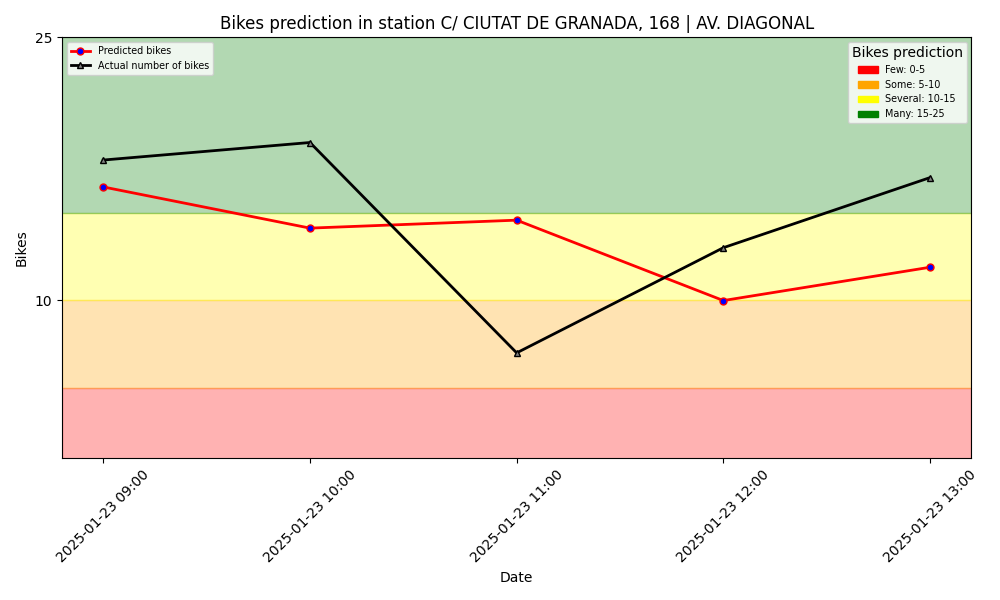 Bikes prediction in station C/ CIUTAT DE GRANADA, 168 | AV. DIAGONAL
25
10
Bikes
Predicted bikes
Actual number of bikes
Bikes prediction
Few: 0-5
Some: 5-10
Several: 10-15
Many: 15-25
2025-01-23 09:00
2025-01-23 10:00
2025-01-23 11:00
2025-01-23 12:00
2025-01-23 13:00
Date